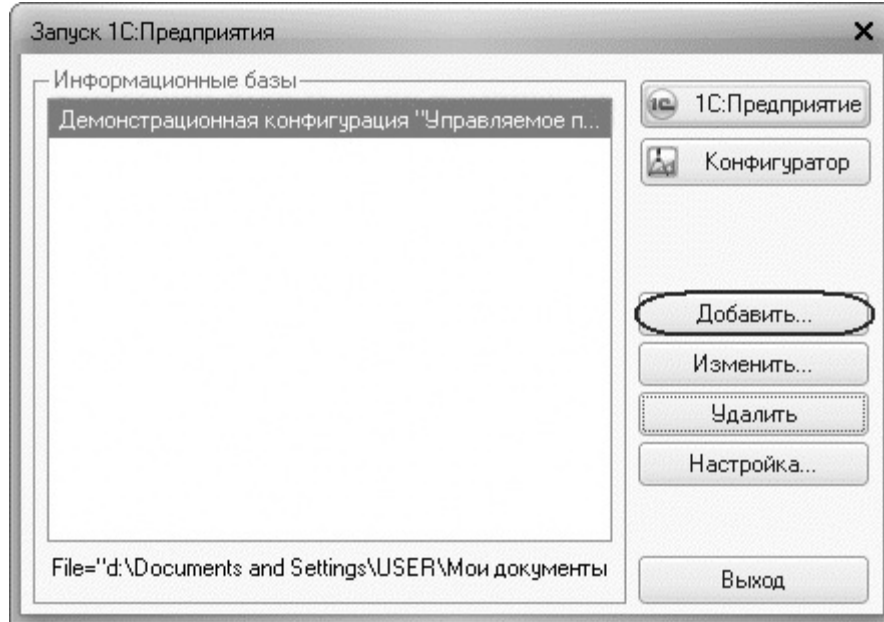 Запуск 1С:Предприятия
Информационные базы
Демонстрационная конфигурация "Управляемое п...
1С:Предприятие
Конфигуратор
Добавить...
Изменить...
Удалить
Настройка...
File="d:\Documents and Settings\USER\Мои документы
Выход